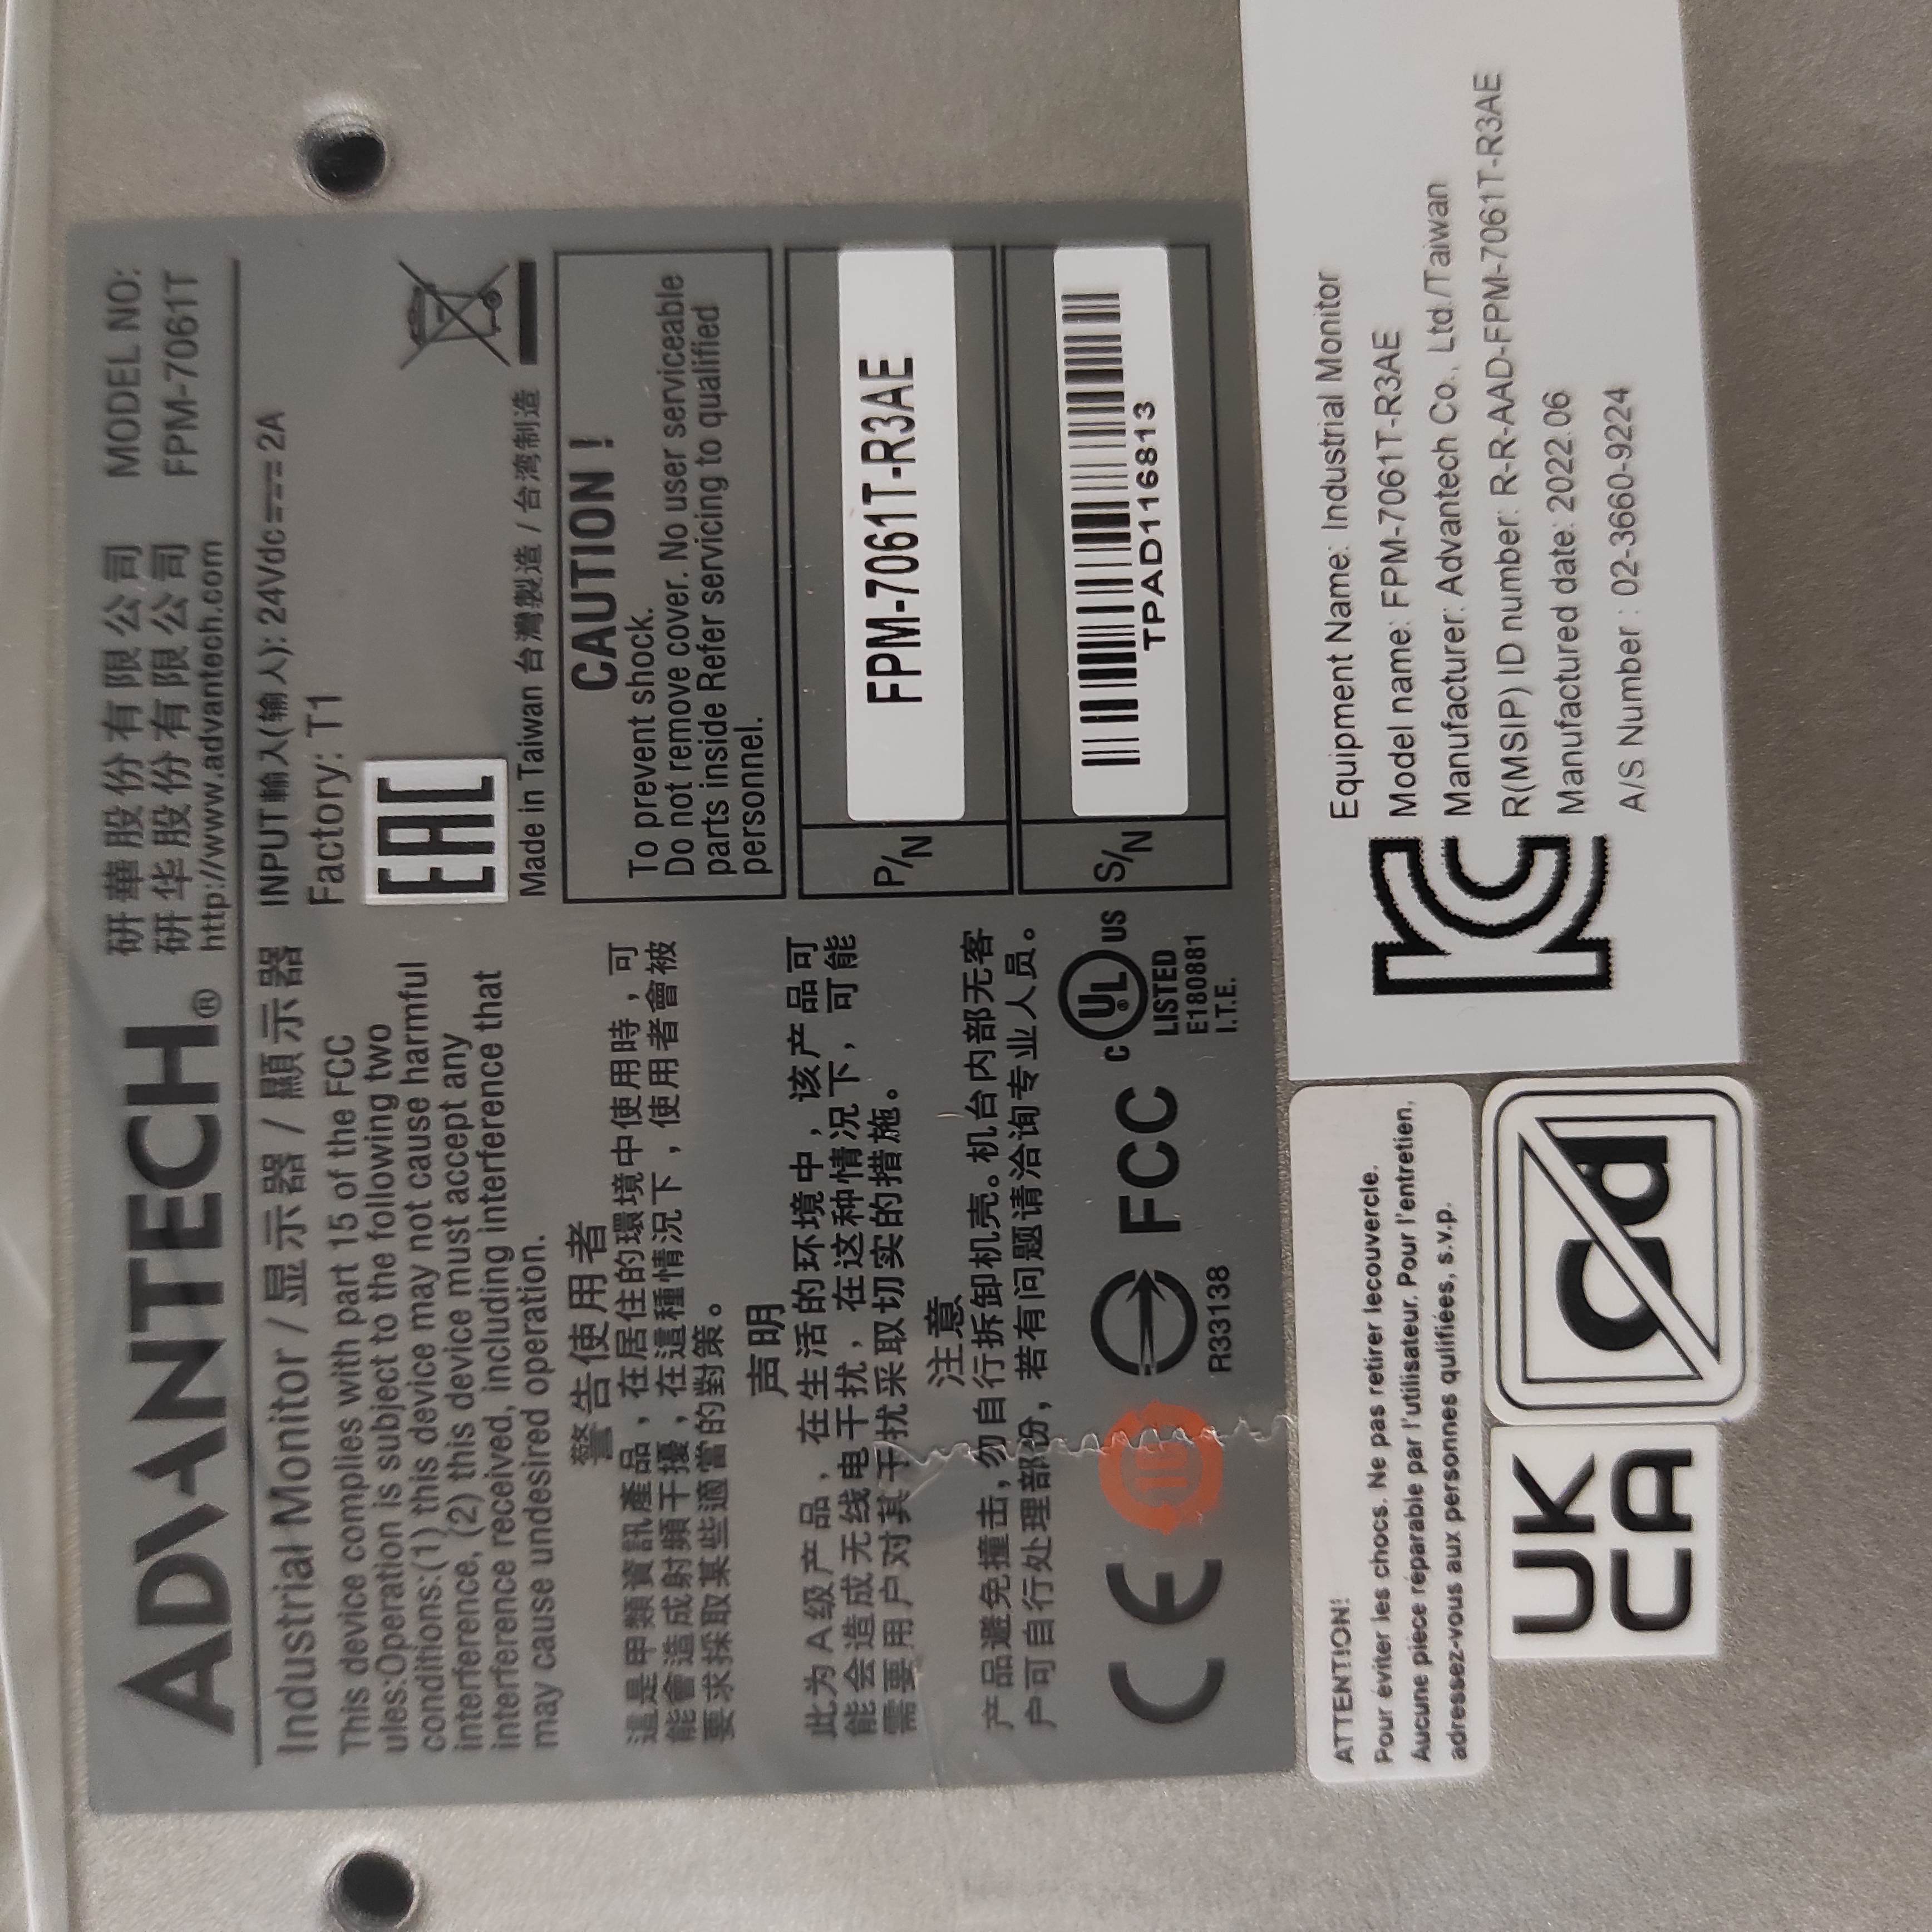 ADVANTECH®
研華股份有限公司
研华股份有限公司
http://www.advantech.com
MODEL NO:
FPM-7061T
Industrial Monitor / 显示器 / 顯示器
This device complies with part 15 of the FCC
ules:Operation is subject to the following two
conditions:(1) this device may not cause harmful
interference, (2) this device must accept any
interference received, including interference that
may cause undesired operation.
警告使用者
這是甲類資訊產品，在居住的環境中使用時，可
能會造成射頻干擾，在這種情況下，使用者會被
要求採取某些適當的對策。
声明
此为 A 级产品，在生活的环境中，该产品可
能会造成无线电干扰，在这种情况下，可能
需要用户对其干扰采取切实的措施。
注意
产品避免撞击，勿自行拆卸机壳。机台内部无客
户可自行处理部份，若有问题请洽询专业人员。
CE
10
R33138
FCC
C UL® US
LISTED
E180881
I.T.E.
INPUT輸入(输入): 24Vdc⎓2A
Factory: T1
EAC
Made in Taiwan 台灣製造 / 台湾制造
CAUTION !
To prevent shock.
Do not remove cover. No user serviceable
parts inside Refer servicing to qualified
personnel.
P/N
FPM-7061T-R3AE
S/N
TPAD116813
ATTENTION!
Pour éviter les chocs. Ne pas retirer lecouvercle.
Aucune pièce réparable par l'utilisateur. Pour l'entretien,
adressez-vous aux personnes qulifiées, s.v.p.
UK
CA
Cd
KC
Equipment Name: Industrial Monitor
Model name: FPM-7061T-R3AE
Manufacturer: Advantech Co., Ltd./Taiwan
R(MSIP) ID number: R-R-AAD-FPM-7061T-R3AE
Manufactured date: 2022.06
A/S Number : 02-3660-9224